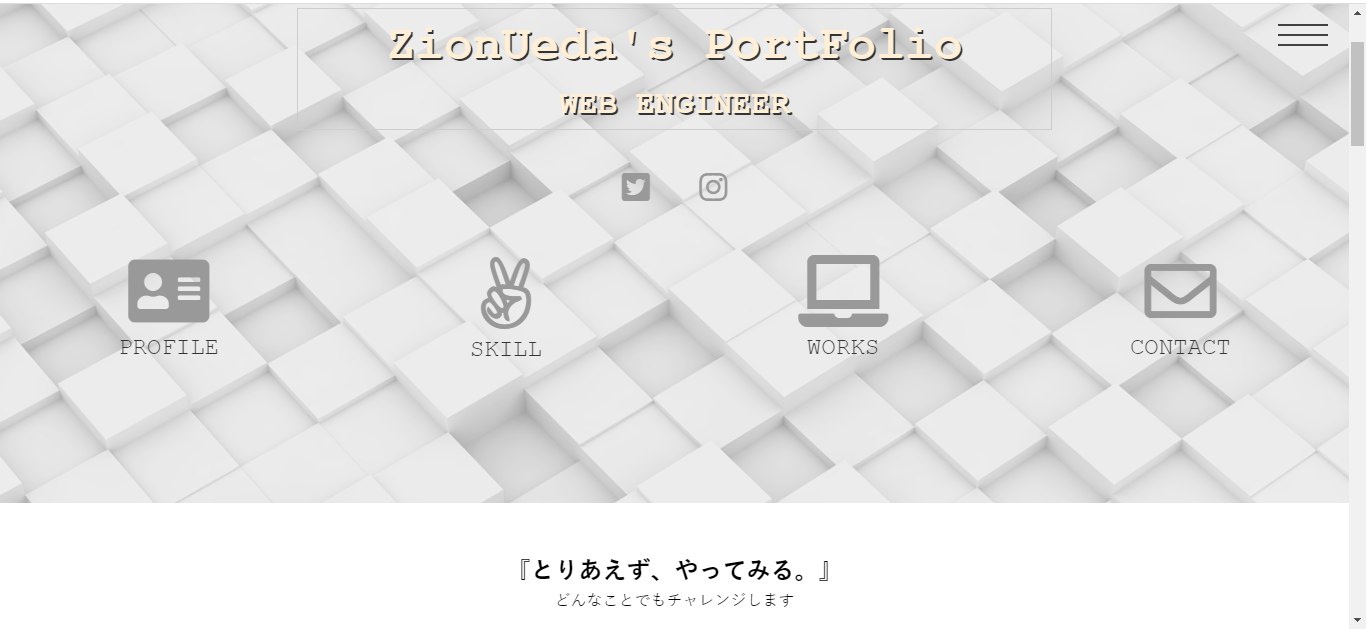 ZionUeda's PortFolio
WEB ENGINEER
PROFILE
SKILL
WORKS
CONTACT
『とりあえず、やってみる。』
どんなことでもチャレンジします